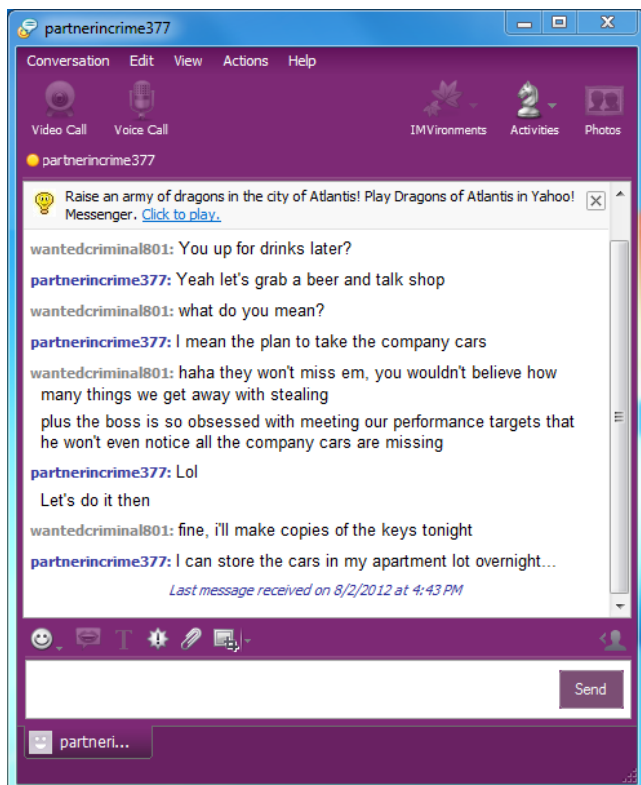 partnerincrime377
Conversation Edit View Actions Help
Video Call Voice Call IMVironments Activities Photos
partnerincrime377
Raise an army of dragons in the city of Atlantis! Play Dragons of Atlantis in Yahoo!
Messenger. Click to play.
wantedcriminal801: You up for drinks later?
partnerincrime377: Yeah let's grab a beer and talk shop
wantedcriminal801: what do you mean?
partnerincrime377: I mean the plan to take the company cars
wantedcriminal801: haha they won't miss em, you wouldn't believe how
many things we get away with stealing
plus the boss is so obsessed with meeting our performance targets that
he won't even notice all the company cars are missing
partnerincrime377: Lol
Let's do it then
wantedcriminal801: fine, i'll make copies of the keys tonight
partnerincrime377: I can store the cars in my apartment lot overnight...
Last message received on 8/2/2012 at 4:43 PM
T
Send
partneri...